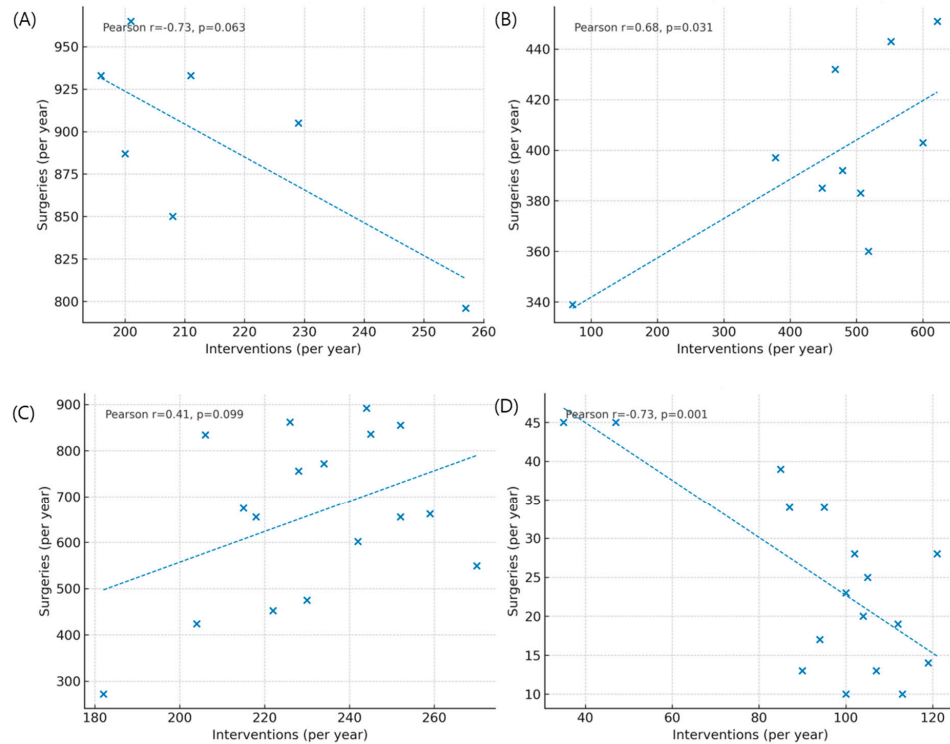 (A)
Pearson r=-0.73, p=0.063
950
925
900
875
850
825
800
Surgeries (per year)
200 210 220 230 240 250 260
Interventions (per year)
(B)
Pearson r=0.68, p=0.031
440
420
400
380
360
340
Surgeries (per year)
100 200 300 400 500 600
Interventions (per year)
(C)
Pearson r=0.41, p=0.099
900
800
700
600
500
400
300
Surgeries (per year)
180 200 220 240 260
Interventions (per year)
(D)
Pearson r=-0.73, p=0.001
45
40
35
30
25
20
15
10
Surgeries (per year)
40 60 80 100 120
Interventions (per year)